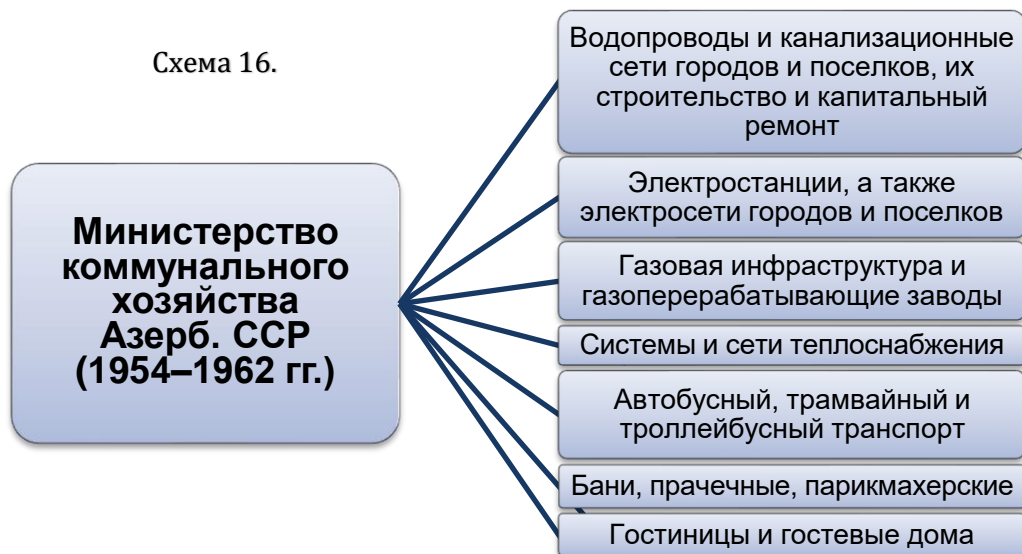 Схема 16.
Министерство
коммунального
хозяйства
Азерб. ССР
(1954–1962 гг.)
Водопроводы и канализационные
сети городов и поселков, их
строительство и капитальный
ремонт
Электростанции, а также
электросети городов и поселков
Газовая инфраструктура и
газоперерабатывающие заводы
Системы и сети теплоснабжения
Автобусный, трамвайный и
троллейбусный транспорт
Бани, прачечные, парикмахерские
Гостиницы и гостевые дома